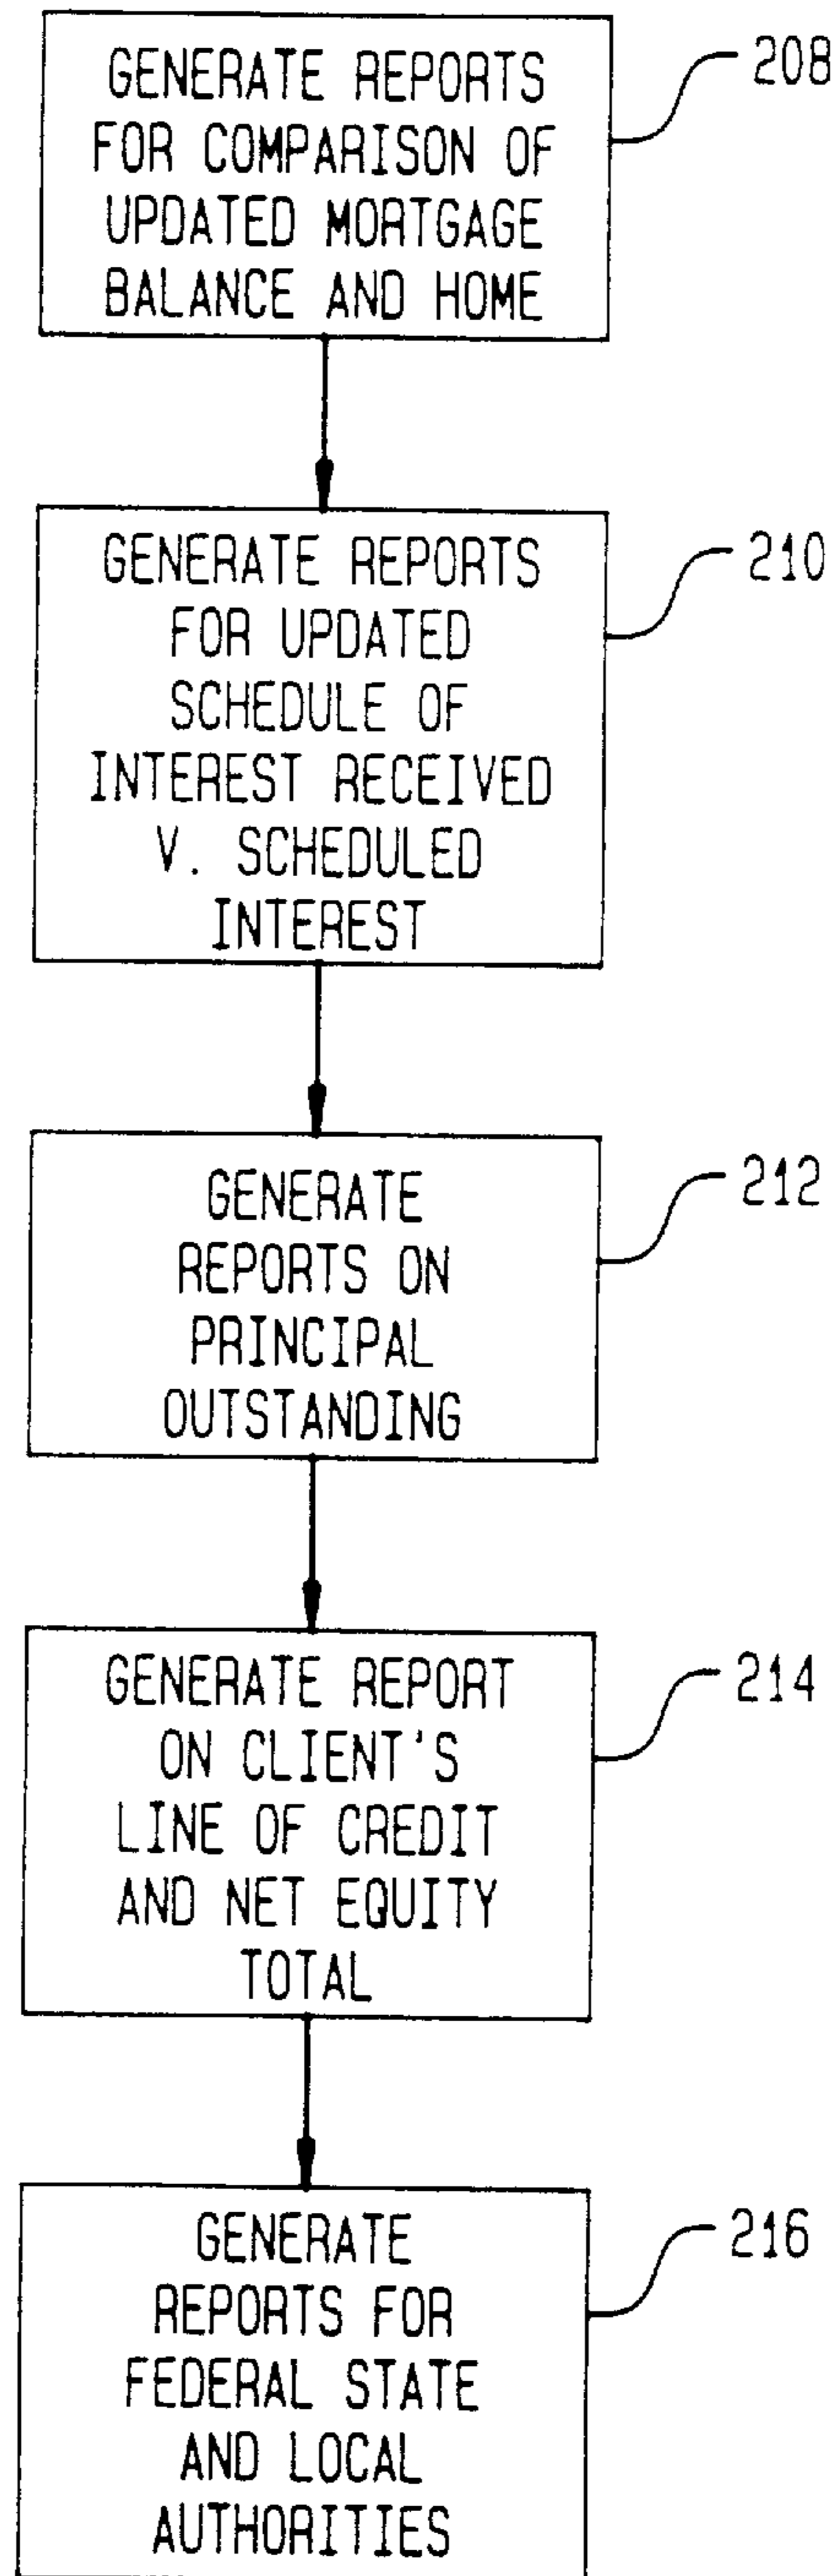 GENERATE REPORTS
FOR COMPARISON OF
UPDATED MORTGAGE
BALANCE AND HOME
208
GENERATE REPORTS
FOR UPDATED
SCHEDULE OF
INTEREST RECEIVED
V. SCHEDULED
INTEREST
210
GENERATE
REPORTS ON
PRINCIPAL
OUTSTANDING
212
GENERATE REPORT
ON CLIENT'S
LINE OF CREDIT
AND NET EQUITY
TOTAL
214
GENERATE
REPORTS FOR
FEDERAL STATE
AND LOCAL
AUTHORITIES
216